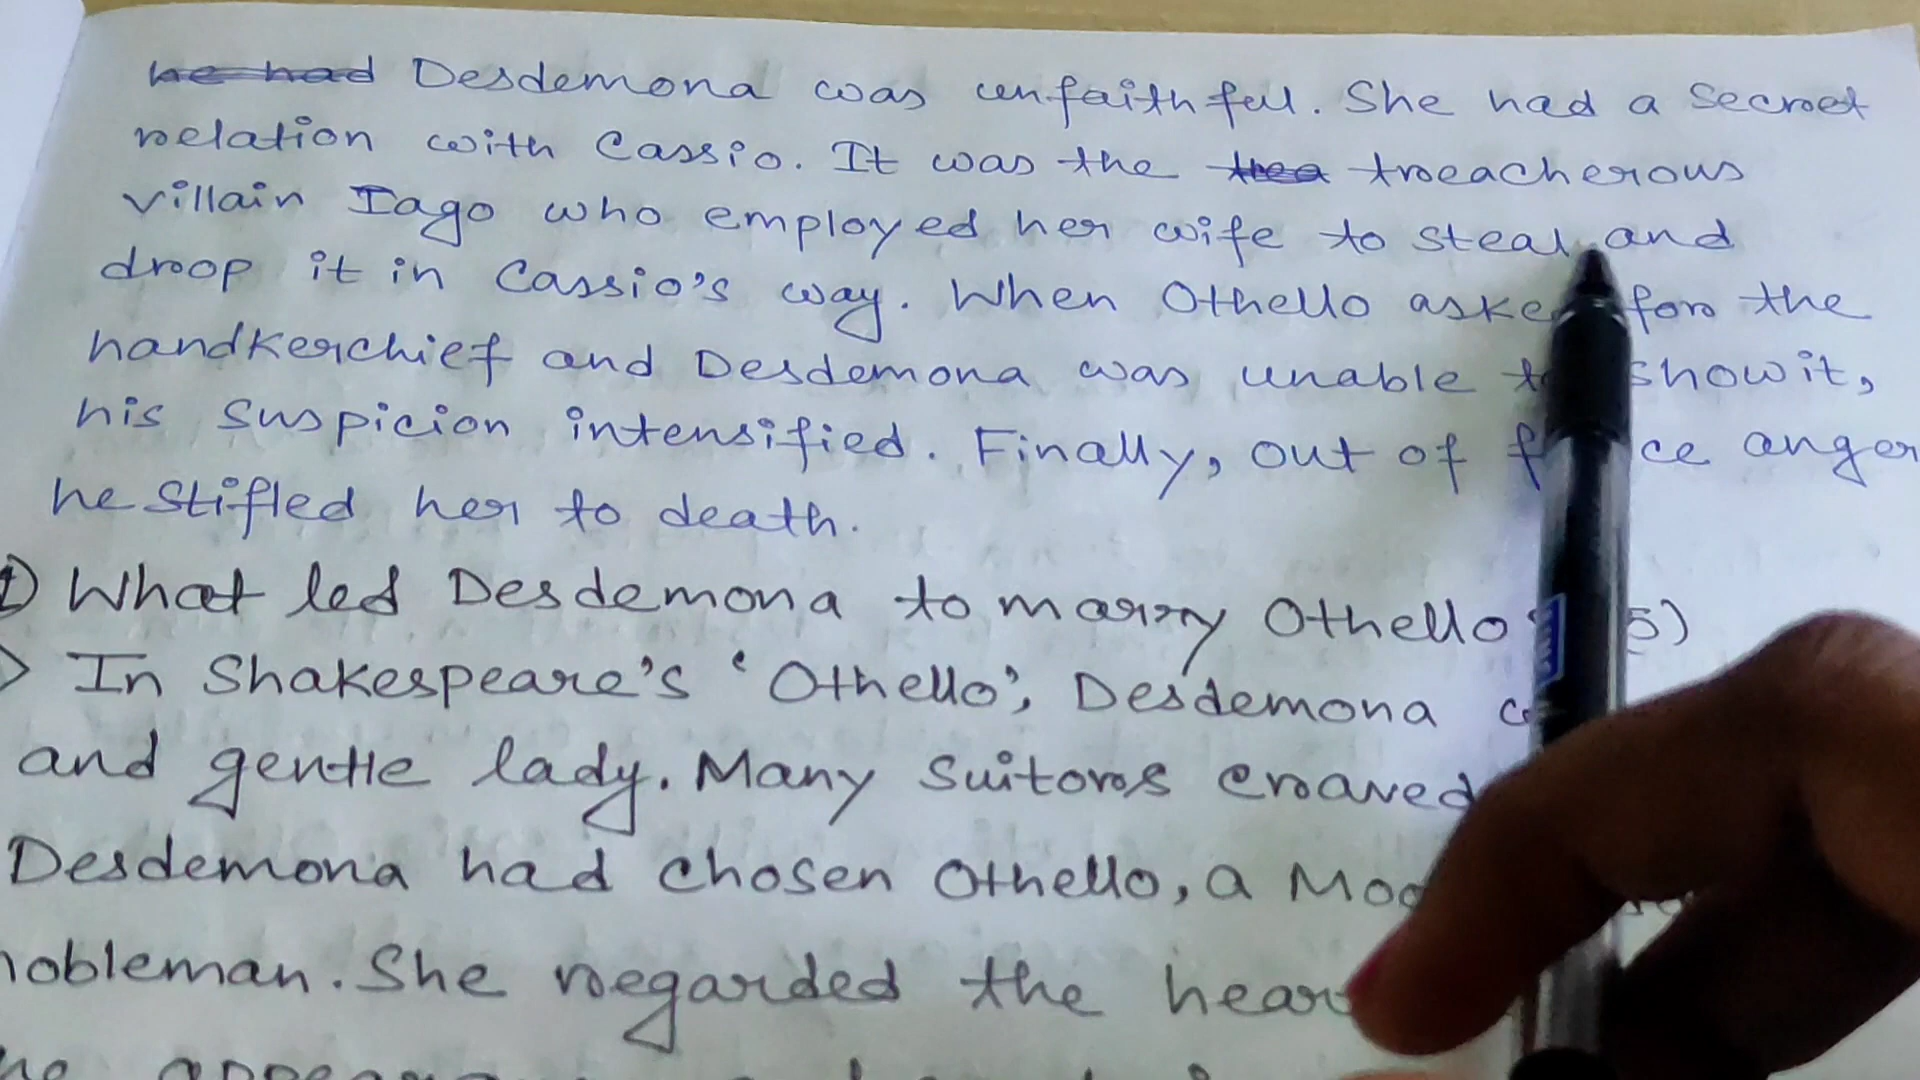 he had Desdemona was unfaithful. She had a secret
relation with Cassio. It was the trea treacherous
villain Iago who employed her wife to steal and
drop it in Cassio's way. When Othello asked for the
handkerchief and Desdemona was unable to show it,
his suspicion intensified. Finally, out of anger
he stifled her to death.
What led Desdemona to marry Othello 5)
In Shakespeare's 'Othello', Desdemona
and gentle lady. Many suitors craved
Desdemona had chosen Othello, a
nobleman. She regarded the